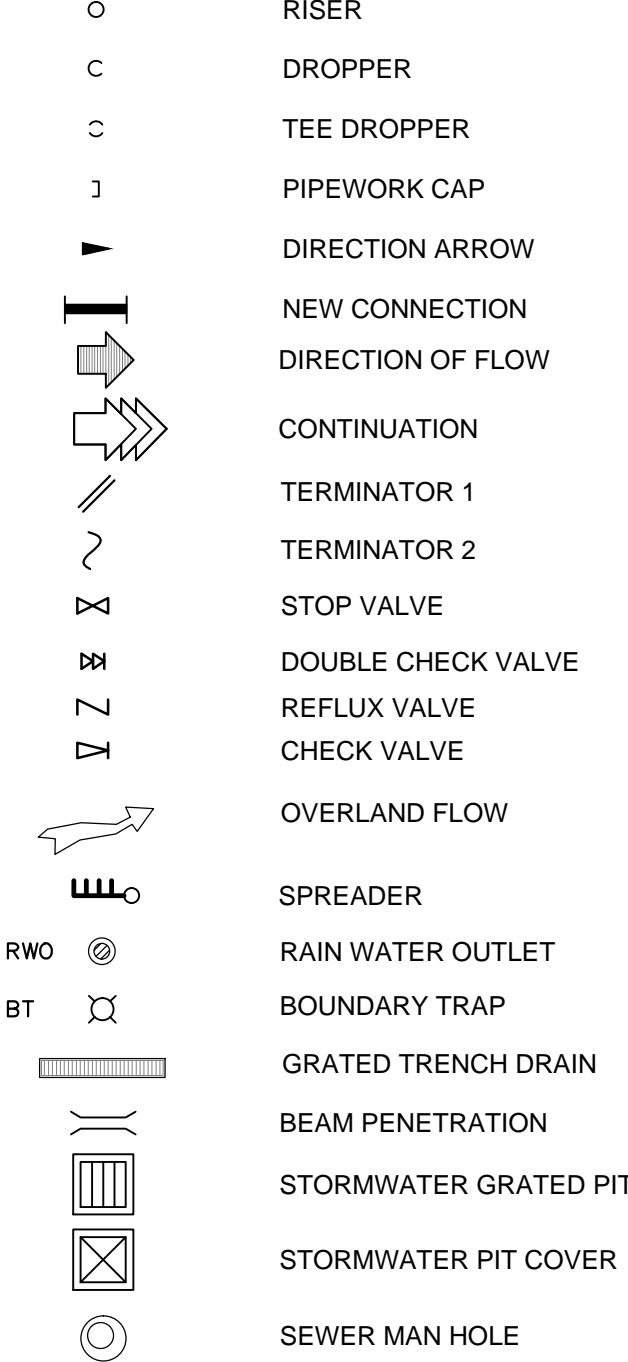 RISER
DROPPER
TEE DROPPER
PIPEWORK CAP
DIRECTION ARROW
NEW CONNECTION
DIRECTION OF FLOW
CONTINUATION
TERMINATOR 1
TERMINATOR 2
STOP VALVE
DOUBLE CHECK VALVE
REFLUX VALVE
CHECK VALVE
OVERLAND FLOW
SPREADER
RWO RAIN WATER OUTLET
BT BOUNDARY TRAP
GRATED TRENCH DRAIN
BEAM PENETRATION
STORMWATER GRATED PIT
STORMWATER PIT COVER
SEWER MAN HOLE